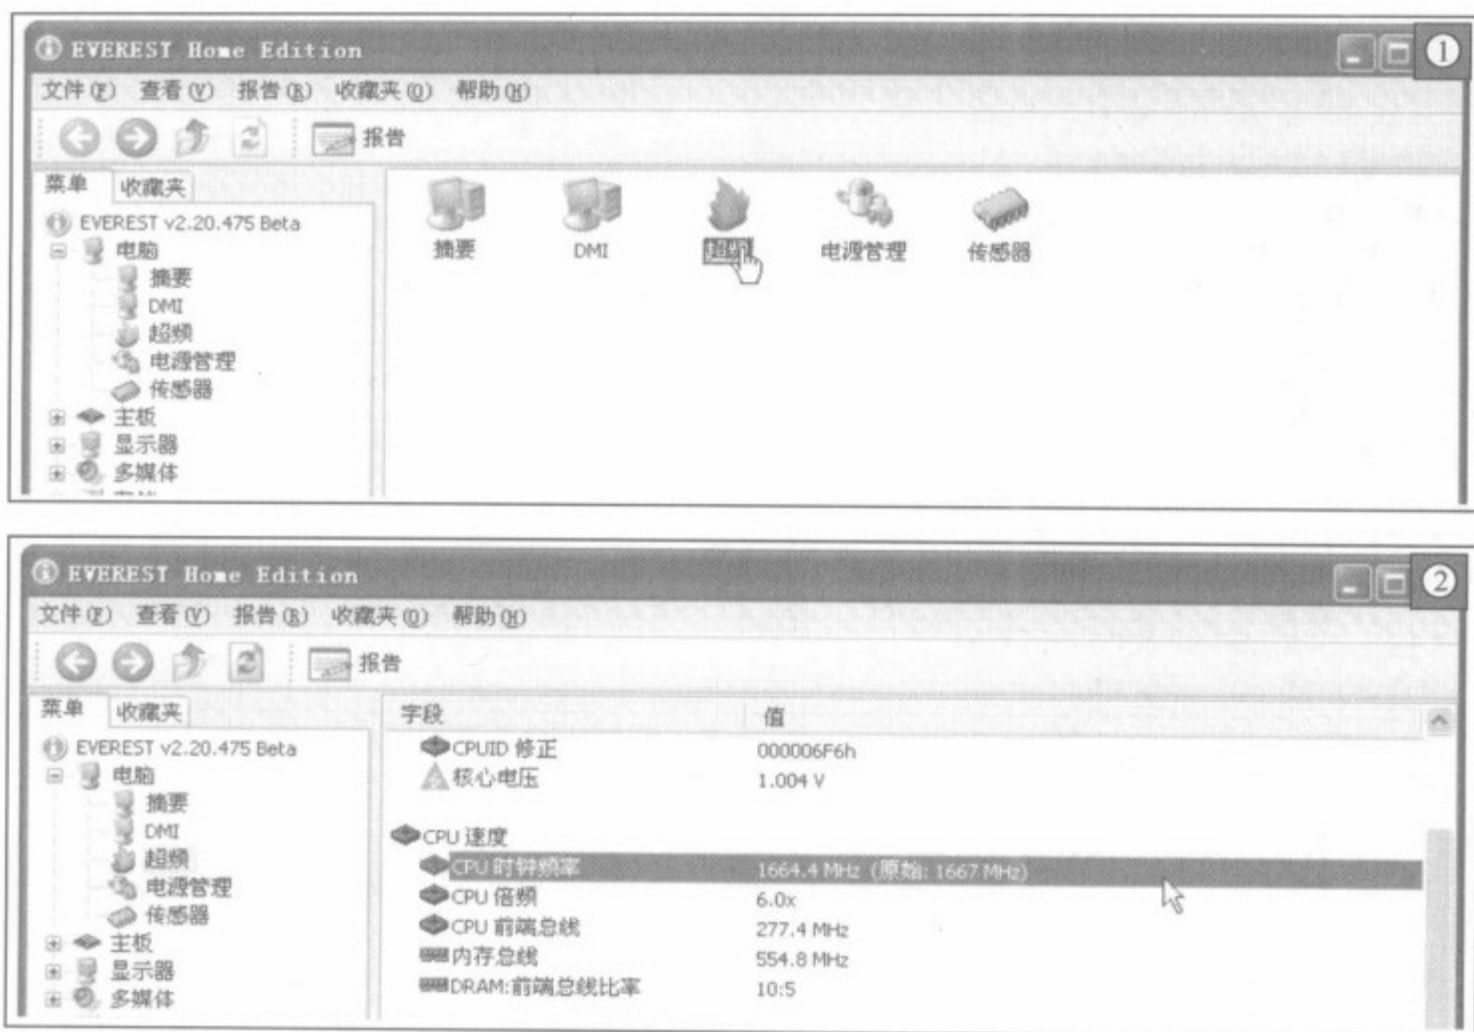 EVEREST Home Edition
①
文件(F) 查看(V) 报告(R) 收藏夹(O) 帮助(H)
报告
菜单 收藏夹
EVEREST v2.20.475 Beta
电脑
摘要
DMI
超频
电源管理
传感器
主板
显示器
多媒体
摘要 DMI 超频 电源管理 传感器
EVEREST Home Edition
②
文件(F) 查看(V) 报告(R) 收藏夹(O) 帮助(H)
报告
菜单 收藏夹
EVEREST v2.20.475 Beta
电脑
摘要
DMI
超频
电源管理
传感器
主板
显示器
多媒体
字段 值
CPUID 修正 000006F6h
核心电压 1.004 V
CPU 速度
CPU 时钟频率 1664.4 MHz (原始: 1667 MHz)
CPU 倍频 6.0x
CPU 前端总线 277.4 MHz
内存总线 554.8 MHz
DRAM:前端总线比率 10:5